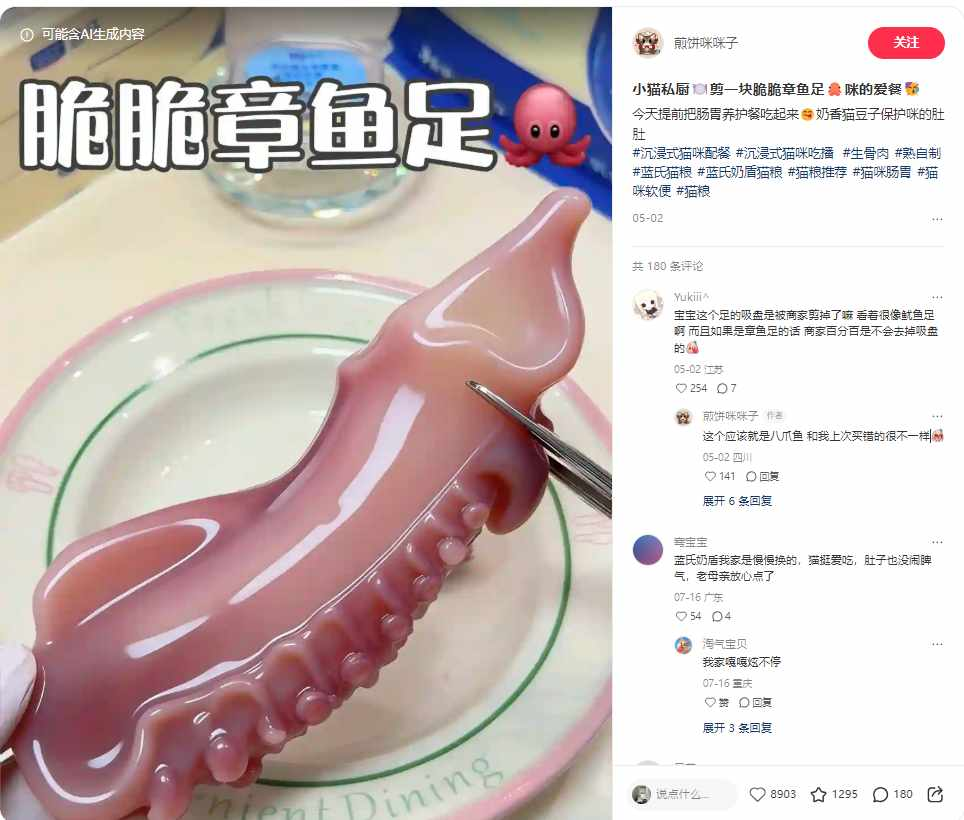 可能含AI生成内容
脆脆章鱼足
nient Dining
煎饼咪咪子
关注
小猫私厨🍽️剪一块脆脆章鱼足🐙咪的爱餐
今天提前把肠胃养护餐吃起来😋奶香猫豆子保护咪的肚
肚
#沉浸式猫咪配餐 #沉浸式猫咪吃播 #生骨肉 #熟自制
#蓝氏猫粮 #蓝氏奶盾猫粮 #猫粮推荐 #猫咪肠胃 #猫
咪软便 #猫粮
05-02
...
共 180 条评论
Yukiii^
...
宝宝这个足的吸盘是被商家剪掉了嘛 看着很像鱿鱼足
啊 而且如果是章鱼足的话 商家百分百是不会去掉吸盘
的
05-02 江苏
254
7
煎饼咪咪子 作者
...
这个应该就是八爪鱼 和我上次买错的很不一样
05-02 四川
141
回复
展开 6 条回复
宝宝
...
蓝氏奶盾我家是慢慢换的，猫挺爱吃，肚子也没闹脾
气，老母亲放心点了
07-16 广东
54
4
淘气宝贝
...
我家嘎嘎炫不停
07-16 重庆
赞
回复
展开 3 条回复
说点什么...
8903
1295
180